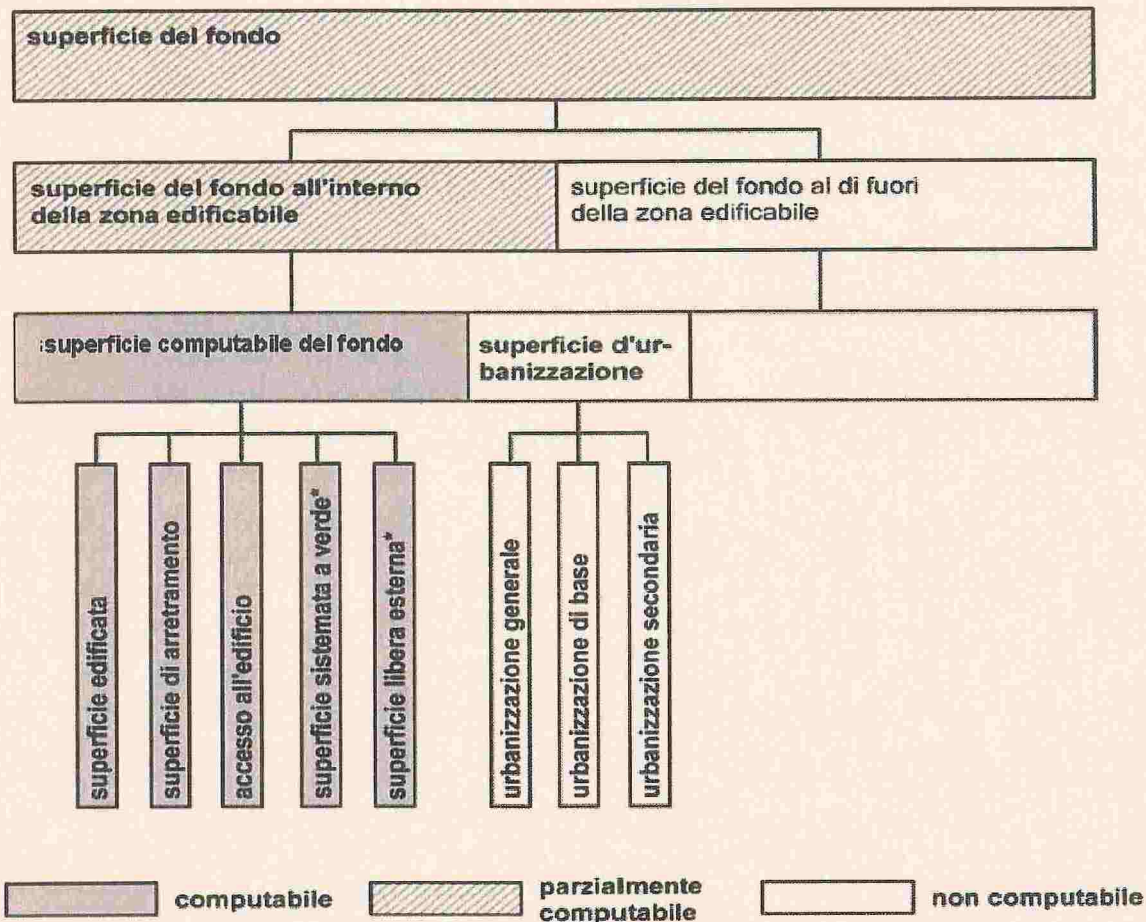 superficie del fondo
superficie del fondo all'interno
della zona edificabile
superficie del fondo al di fuori
della zona edificabile
superficie computabile del fondo
superficie d'ur-
banizzazione
superficie edificata
superficie di arretramento
accesso all'edificio
superficie sistemata a verde*
superficie libera esterna*
urbanizzazione generale
urbanizzazione di base
urbanizzazione secondaria
computabile
parzialmente
computabile
non computabile